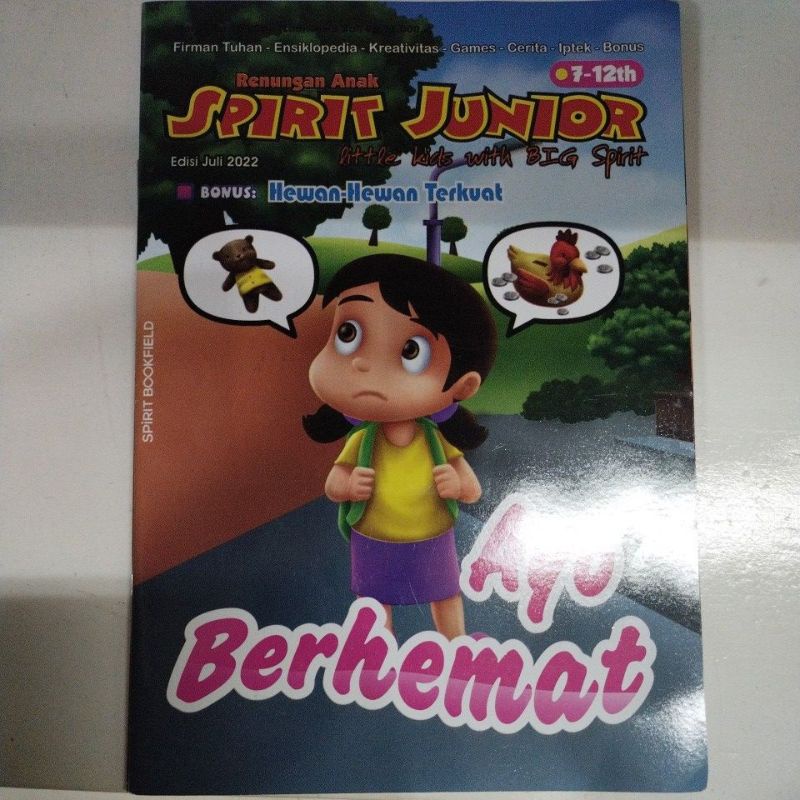 Firman Tuhan - Ensiklopedia - Kreativitas - Games - Cerita - Iptek - Bonus
7-12th
Renungan Anak
SPIRIT JUNIOR
little kids with BIG Spirit
Edisi Juli 2022
BONUS: Hewan-Hewan Terkuat
SPIRIT BOOKFIELD
Ayo
Berhemat